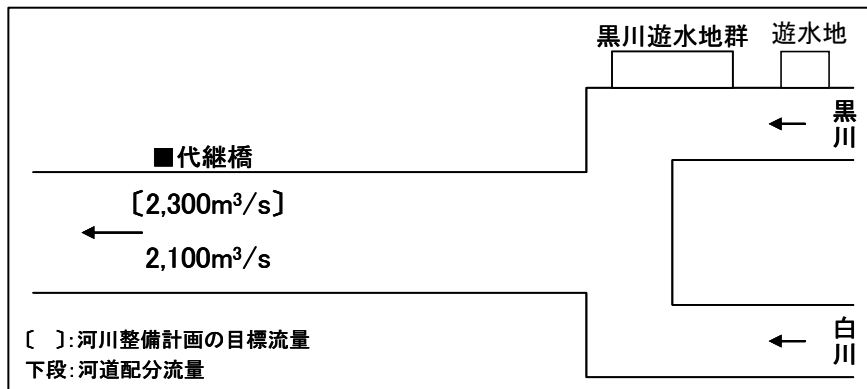 黒川遊水地群
遊水地
黒川
■代継橋
〔2,300m³/s〕
2,100m³/s
白川
〔 〕:河川整備計画の目標流量
下段:河道配分流量